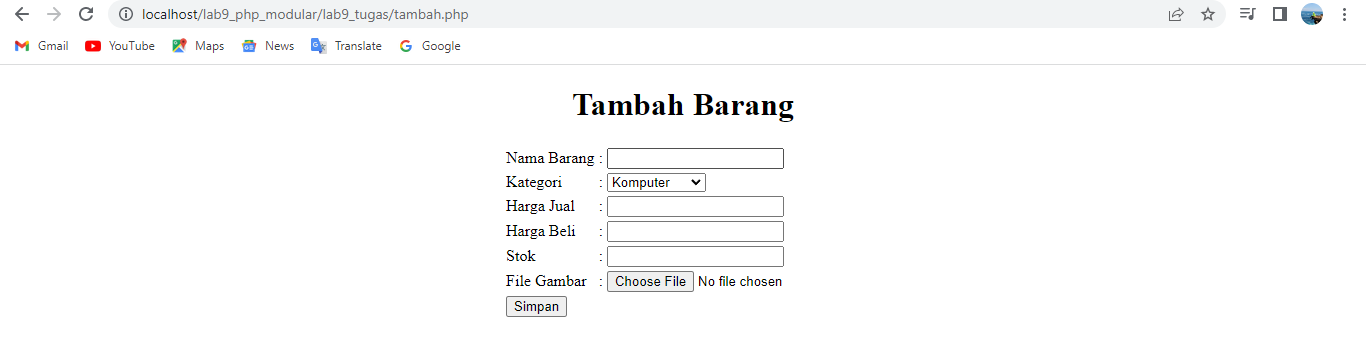 localhost/lab9_php_modular/lab9_tugas/tambah.php
Gmail YouTube Maps News Translate Google
Tambah Barang
Nama Barang :
Kategori : Komputer
Harga Jual :
Harga Beli :
Stok :
File Gambar : Choose File No file chosen
Simpan